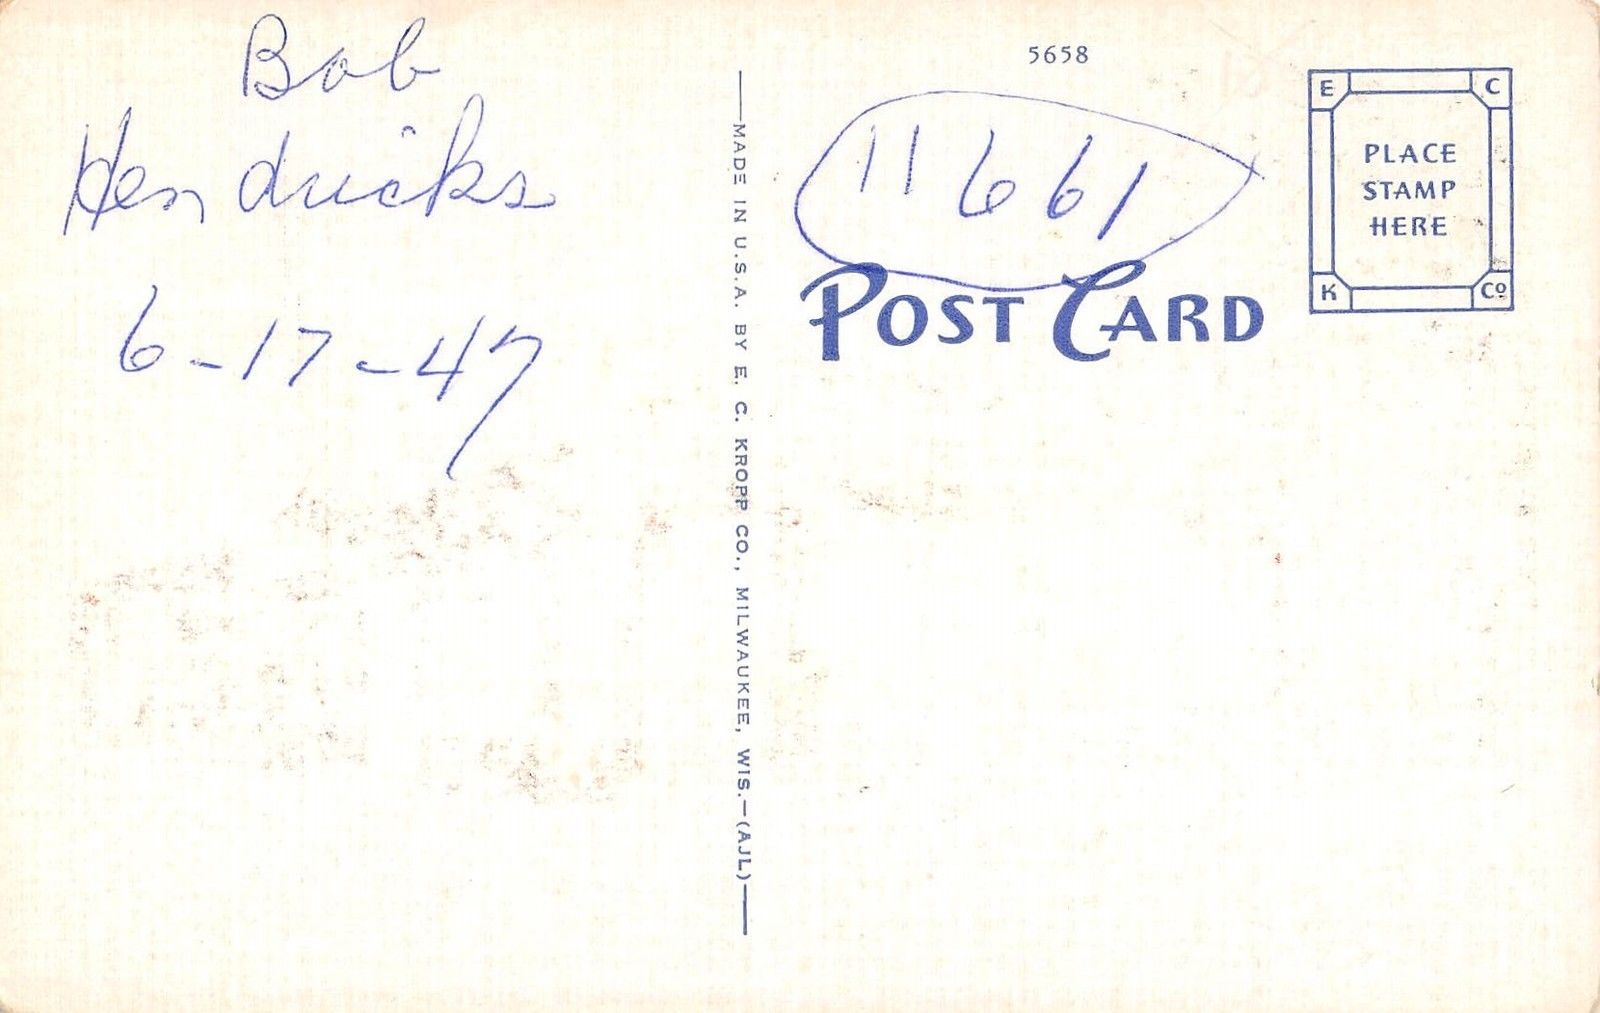 Bob
Hendricks
6-17-47
MADE IN U.S.A. BY E. C. KROPP CO., MILWAUKEE, WIS.—(AJL)
5658
11661
POST CARD
E C
PLACE
STAMP
HERE
K Co